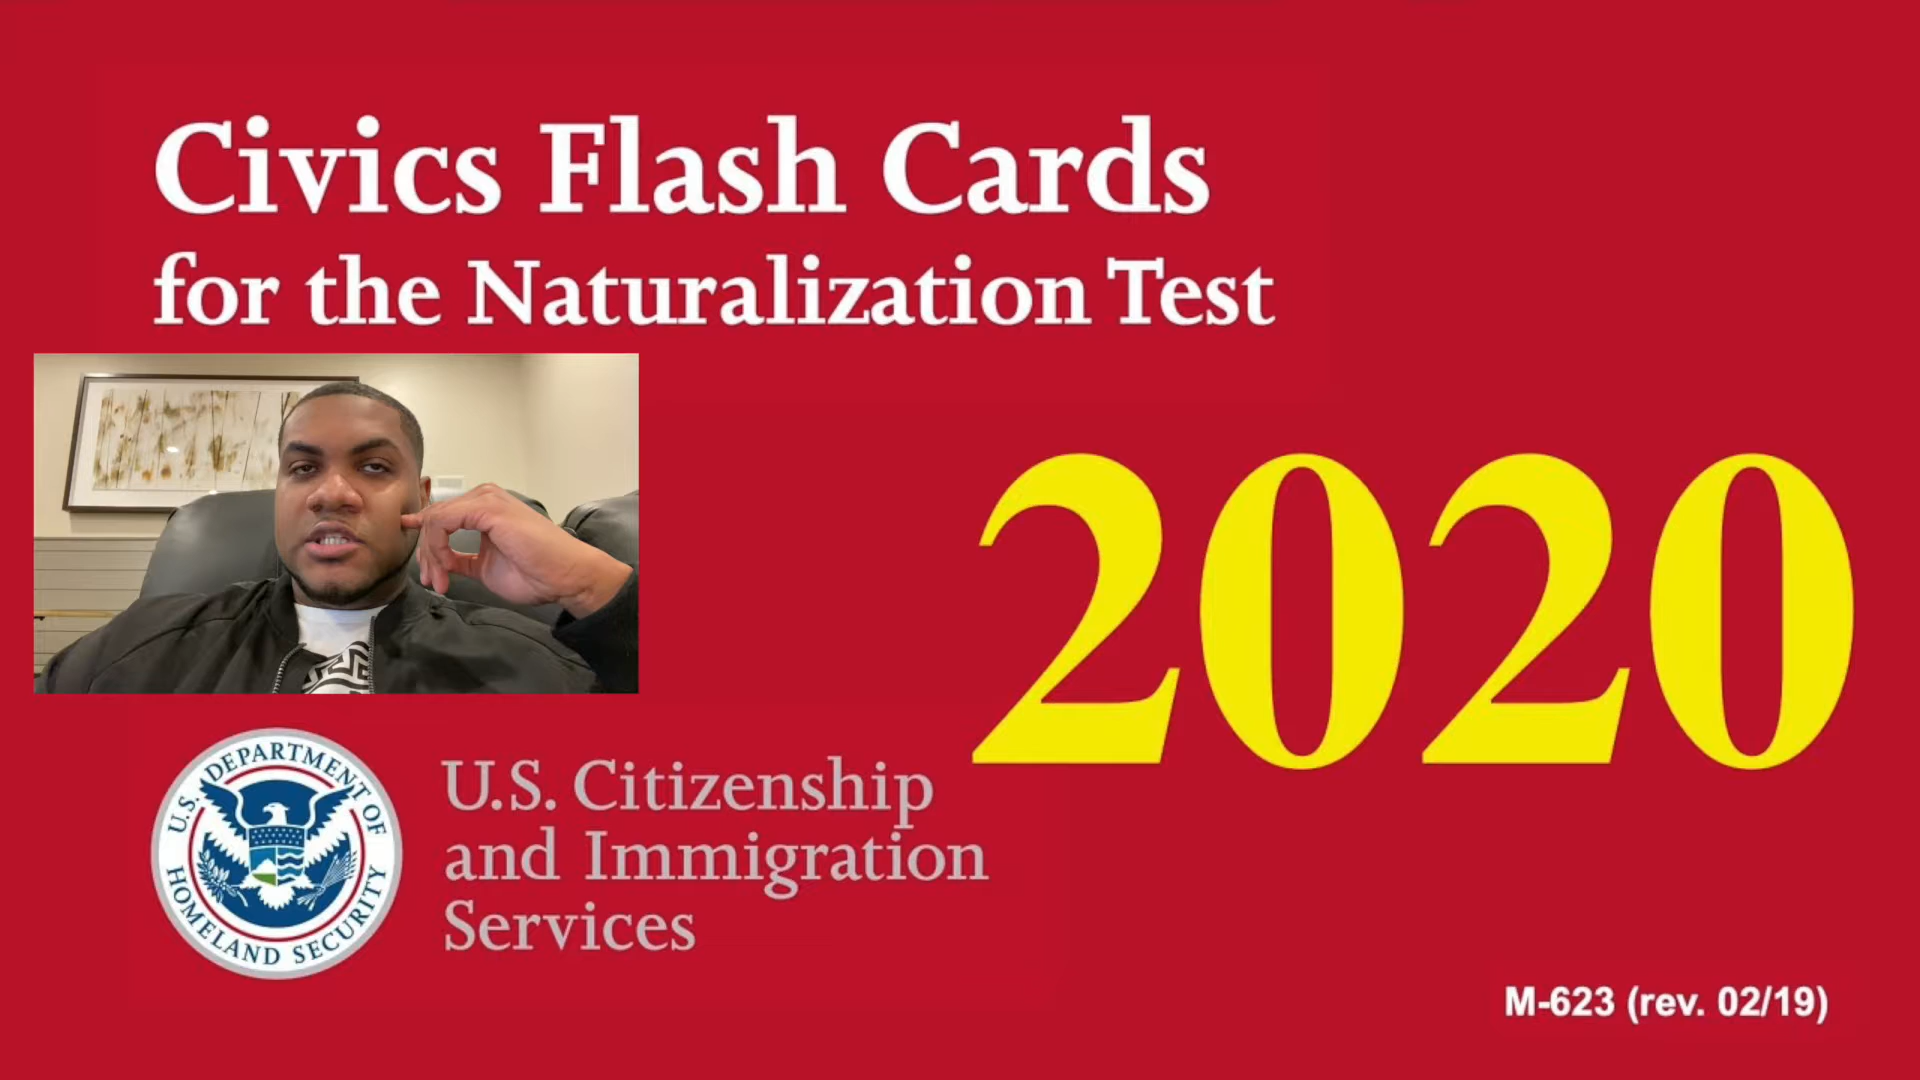 Civics Flash Cards
for the Naturalization Test
2020
U.S. DEPARTMENT OF
HOMELAND SECURITY
U.S. Citizenship
and Immigration
Services
M-623 (rev. 02/19)